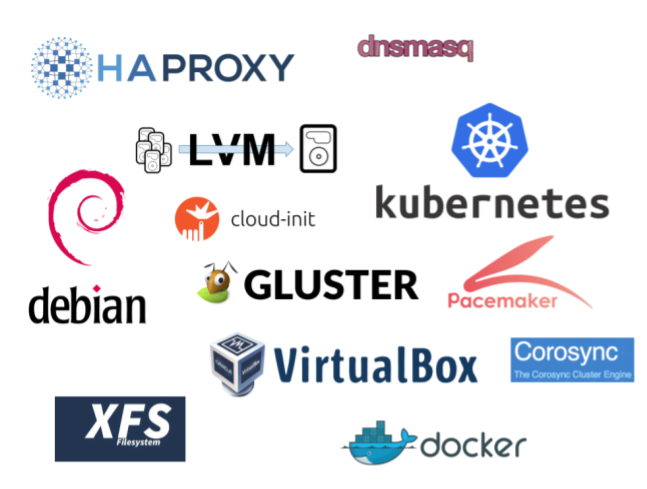 HAPROXY
dnsmasq
LVM
kubernetes
cloud-init
debian
GLUSTER
Pacemaker
VirtualBox
Corosync
The Corosync Cluster Engine
XFS
Filesystem
docker